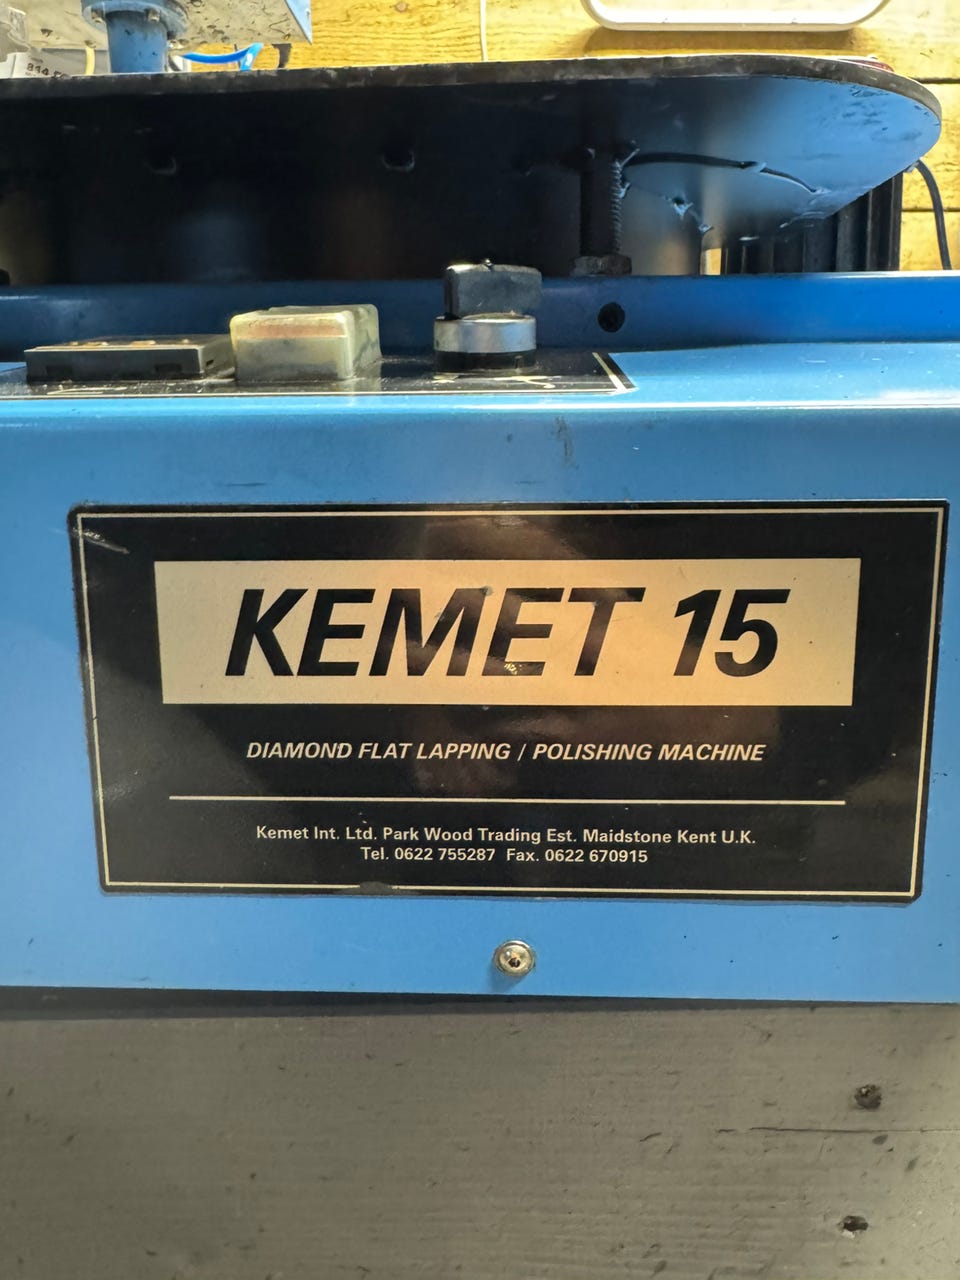 KEMET 15
DIAMOND FLAT LAPPING / POLISHING MACHINE
Kemet Int. Ltd. Park Wood Trading Est. Maidstone Kent U.K.
Tel. 0622 755287 Fax. 0622 670915